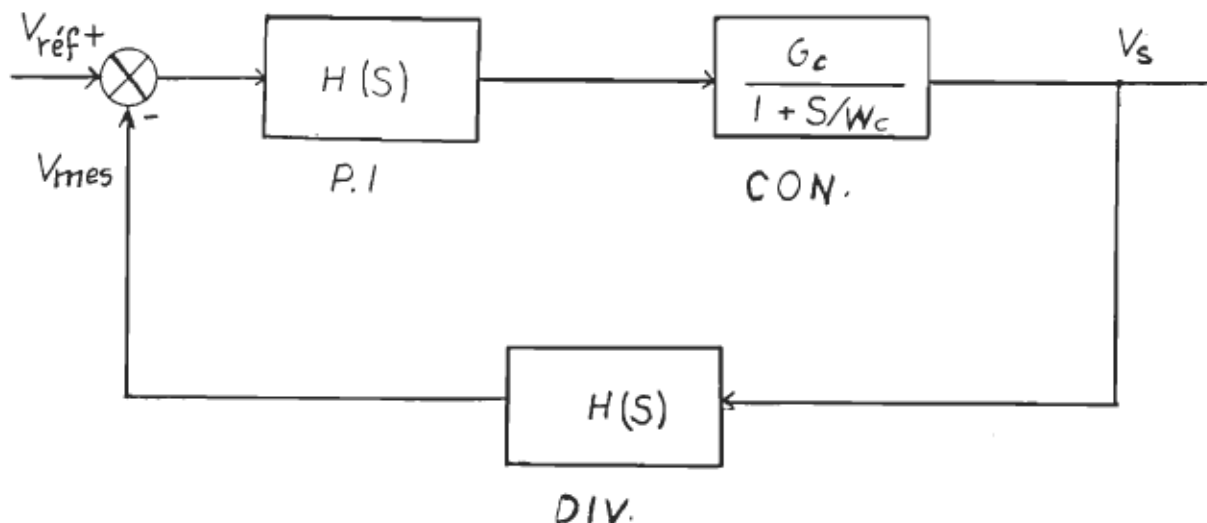 Vréf +
-
Vmes
H(S)
P.I
Gc
1 + S/Wc
CON.
Vs
H(S)
DIV.